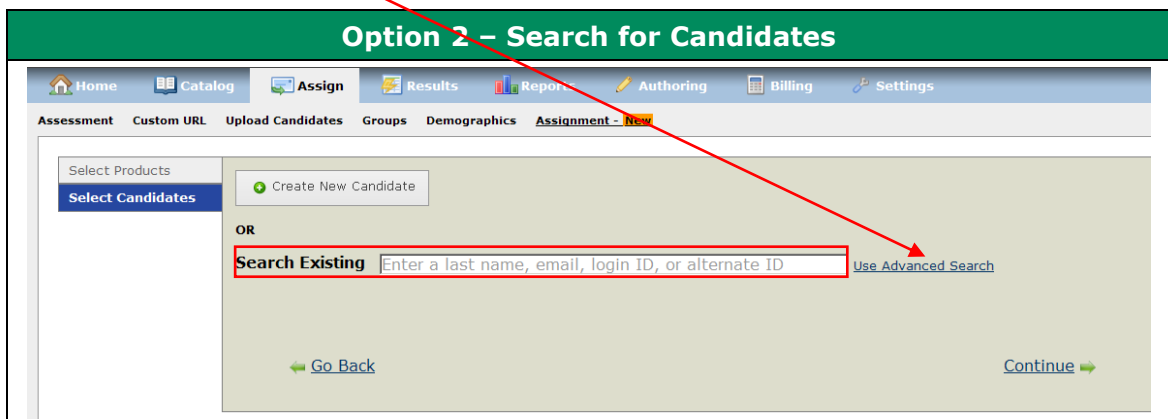 Option 2 – Search for Candidates
Home Catalog Assign Results Reports Authoring Billing Settings
Assessment Custom URL Upload Candidates Groups Demographics Assignment - New
Select Products
Select Candidates
Create New Candidate
OR
Search Existing Enter a last name, email, login ID, or alternate ID Use Advanced Search
Go Back Continue